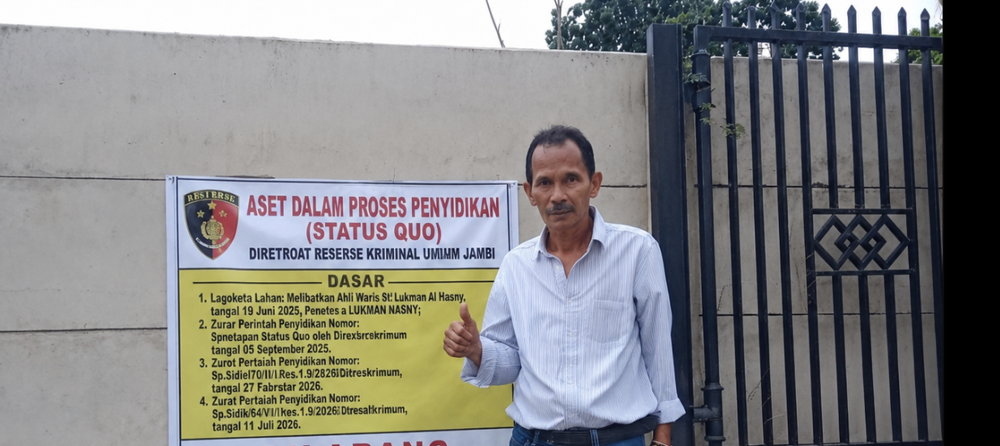 RESERSE
ASET DALAM PROSES PENYIDIKAN
(STATUS QUO)
DIRETROAT RESERSE KRIMINAL JAMBI
DASAR
1. Lagoketa Lahan: Melibatkan Ahli Waris St! Lukman Al Hasny,
tangal 19 Juni 2025, Penetes a LUKMAN NASNY;
2. Zurar Perintah Penyidikan Nomor:
Spnetapan Status Quo oleh
tangal 05 September 2025.
3. Zurot Pertaiah Penyidikan Nomor:
tangal 27 Fabrstar 2026.
4. Zurat Pertaiah Penyidikan Nomor:
tangal 11 Juli 2026.